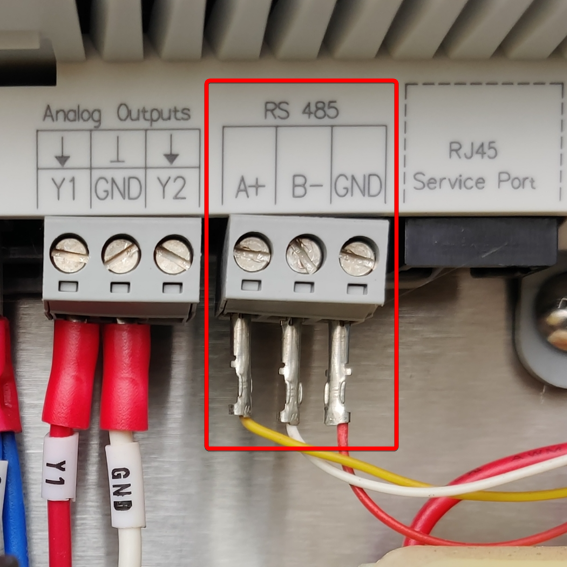 Analog Outputs
Y1 GND Y2
RS 485
A+ B- GND
RJ45
Service Port
Y1
GND